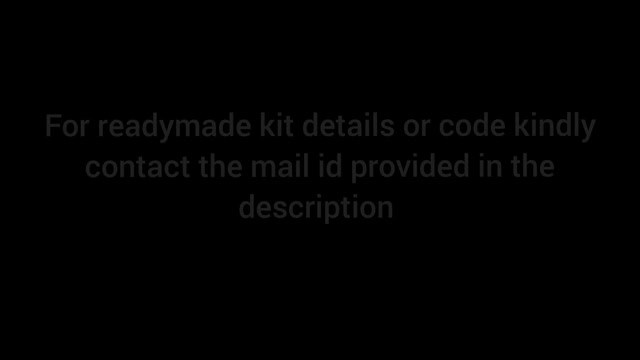 For readymade kit details or code kindly
contact the mail id provided in the
description